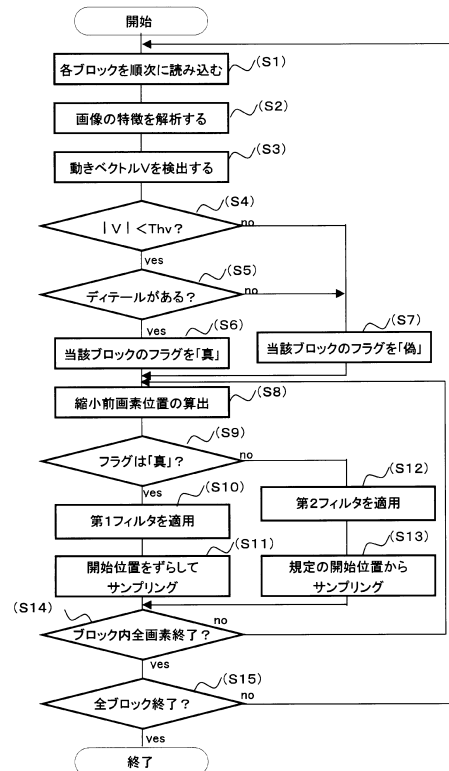 開始
各ブロックを順次に読み込む
(S1)
画像の特徴を解析する
(S2)
動きベクトルVを検出する
(S3)
|V|<Thv?
(S4)
no
yes
ディテールがある?
(S5)
no
yes
当該ブロックのフラグを「真」
(S6)
当該ブロックのフラグを「偽」
(S7)
縮小前画素位置の算出
(S8)
フラグは「真」?
(S9)
no
yes
第1フィルタを適用
(S10)
第2フィルタを適用
(S12)
開始位置をずらして
サンプリング
(S11)
規定の開始位置から
サンプリング
(S13)
(S14)
ブロック内全画素終了?
no
yes
全ブロック終了?
(S15)
no
yes
終了